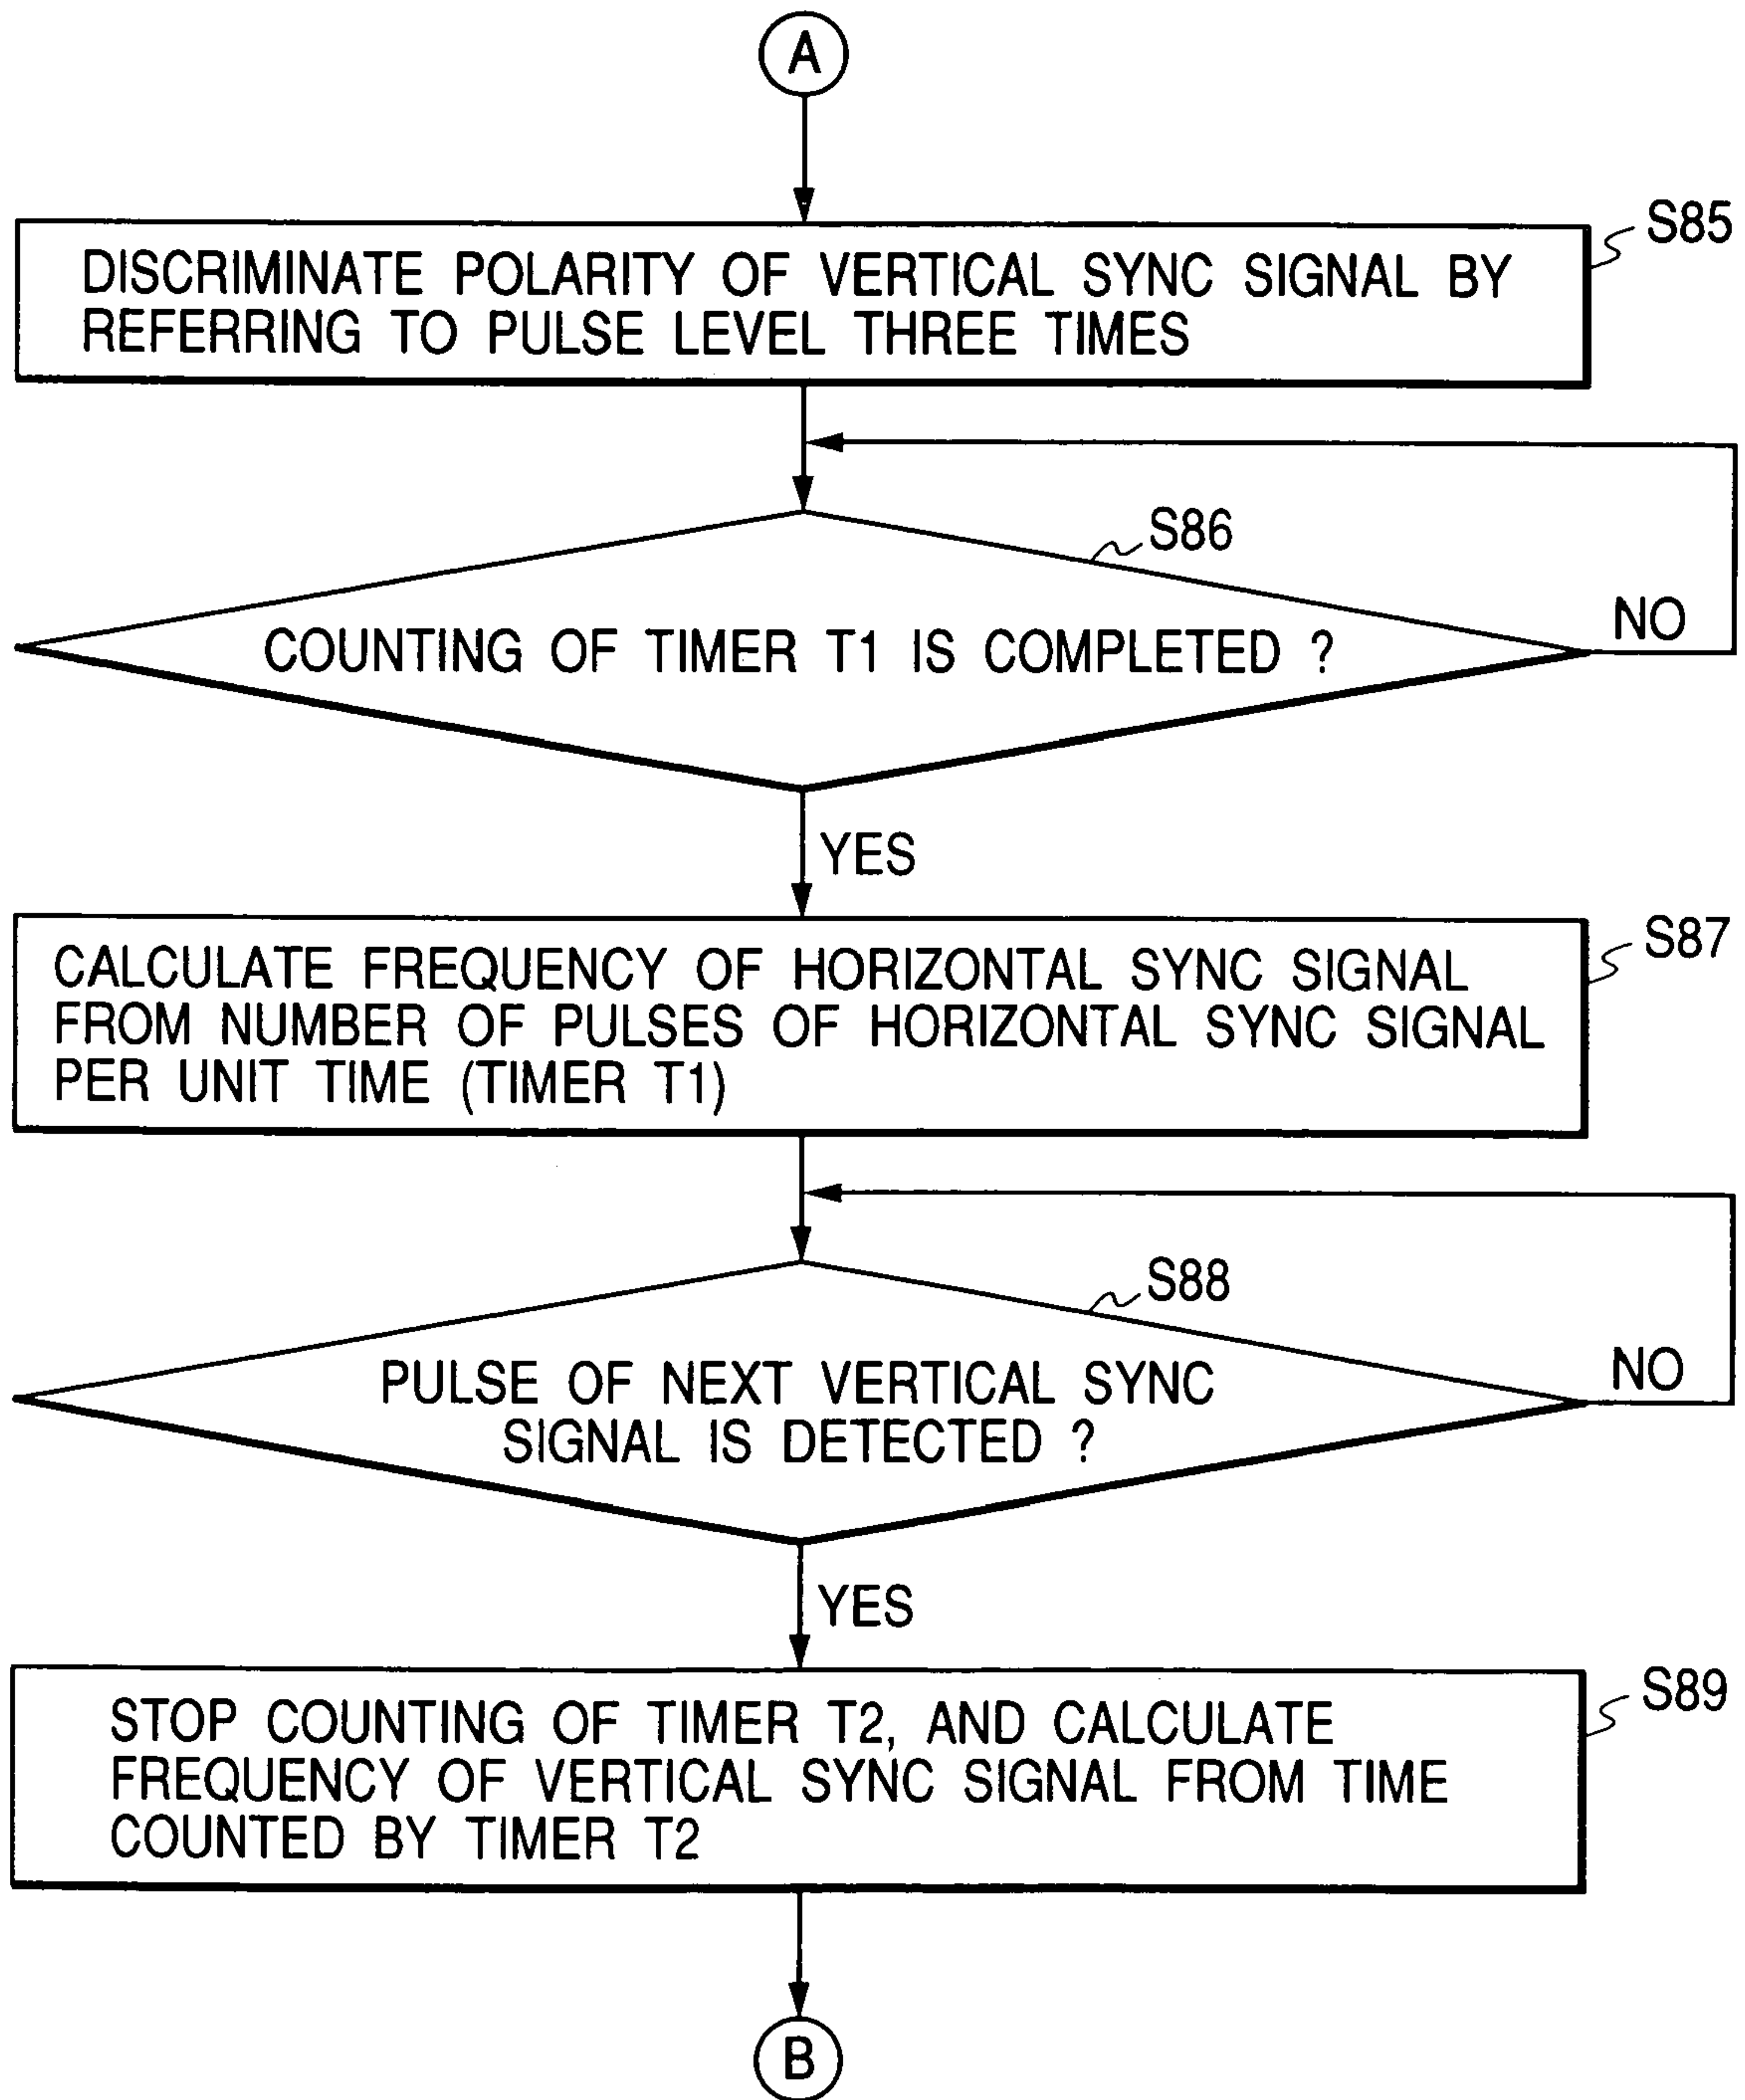 A
S85
DISCRIMINATE POLARITY OF VERTICAL SYNC SIGNAL BY
REFERRING TO PULSE LEVEL THREE TIMES
S86
COUNTING OF TIMER T1 IS COMPLETED ?
NO
YES
S87
CALCULATE FREQUENCY OF HORIZONTAL SYNC SIGNAL
FROM NUMBER OF PULSES OF HORIZONTAL SYNC SIGNAL
PER UNIT TIME (TIMER T1)
S88
PULSE OF NEXT VERTICAL SYNC
SIGNAL IS DETECTED ?
NO
YES
S89
STOP COUNTING OF TIMER T2, AND CALCULATE
FREQUENCY OF VERTICAL SYNC SIGNAL FROM TIME
COUNTED BY TIMER T2
B